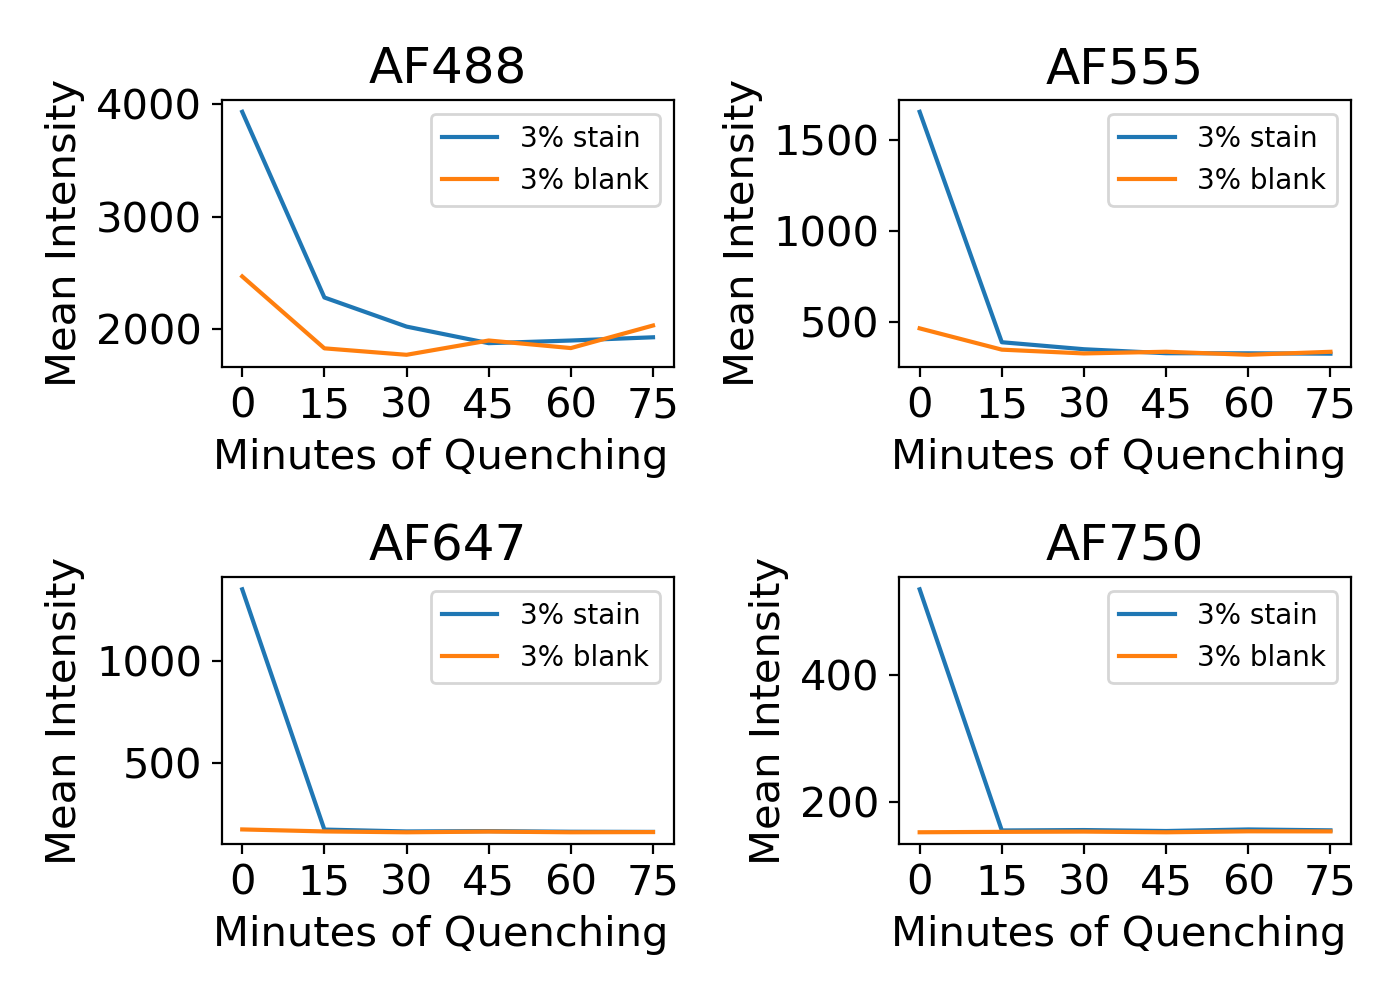 AF488
Mean Intensity
4000
3000
2000
3% stain
3% blank
0 15 30 45 60 75
Minutes of Quenching
AF555
Mean Intensity
1500
1000
500
3% stain
3% blank
0 15 30 45 60 75
Minutes of Quenching
AF647
Mean Intensity
1000
500
3% stain
3% blank
0 15 30 45 60 75
Minutes of Quenching
AF750
Mean Intensity
400
200
3% stain
3% blank
0 15 30 45 60 75
Minutes of Quenching